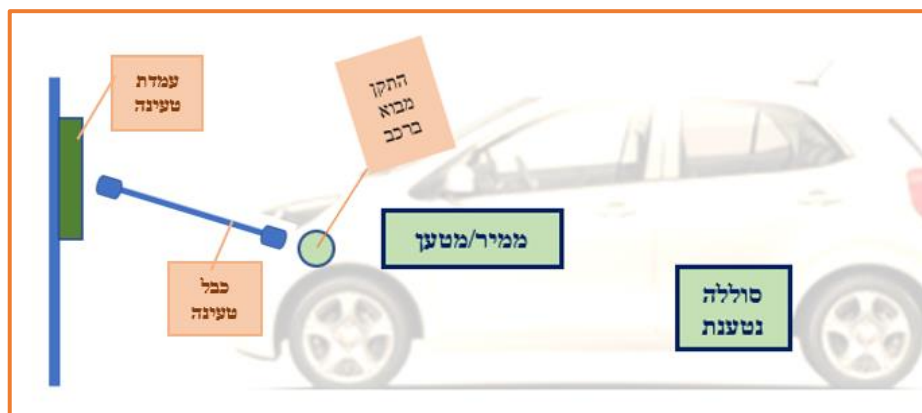 עמדת
טעינה
התקן
מבוא
ברכב
ממיר/מטען
כבל
טעינה
סוללה
נטענת